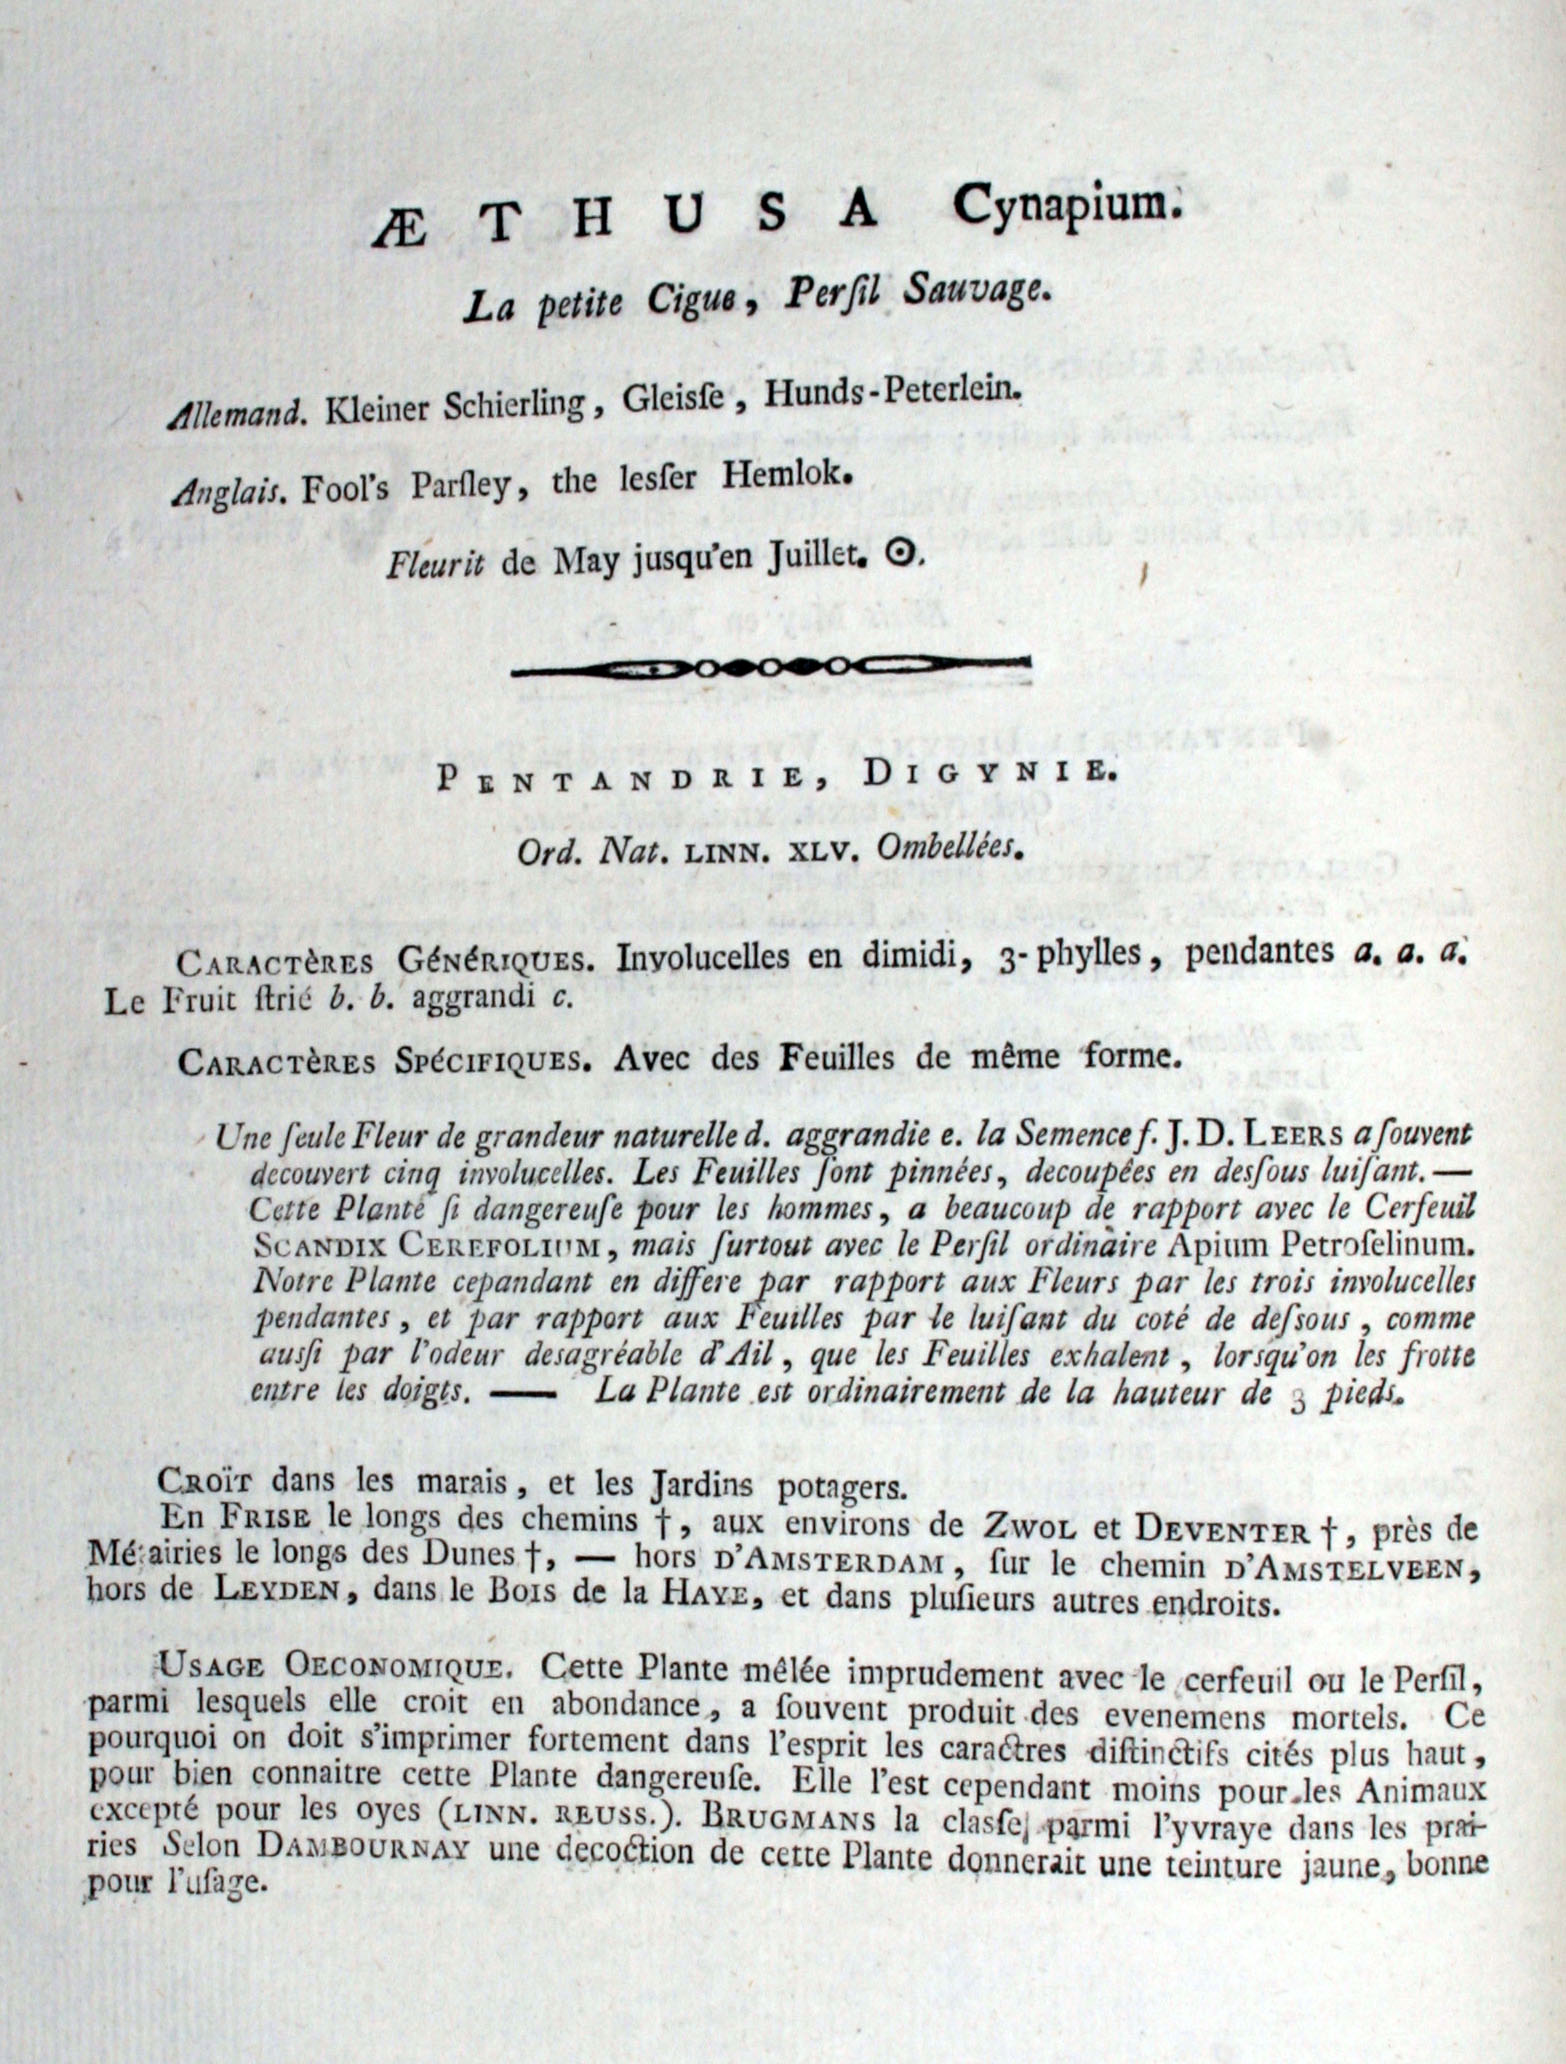 ÆTHUSA Cynapium.
La petite Cigue, Perſil Sauvage.
Allemand. Kleiner Schierling, Gleisſe, Hunds-Peterlein.
Anglais. Fool's Parſley, the lesſer Hemlok.
Fleurit de May jusqu'en Juillet. ☉.
PENTANDRIE, DIGYNIE.
Ord. Nat. LINN. XLV. Ombellées.
CARACTèRES GéNéRIQUES. Involucelles en dimidi, 3-phylles, pendantes a. a. a.
Le Fruit ſtrié b. b. aggrandi c.
CARACTèRES SPéCIFIQUES. Avec des Feuilles de même forme.
Une ſeule Fleur de grandeur naturelle d. aggrandie e. la Semence f. J. D. LEERS a ſouvent
decouvert cinq involucelles. Les Feuilles ſont pinnées, decoupées en desſous luiſant. —
Cette Plante ſi dangereuſe pour les hommes, a beaucoup de rapport avec le Cerfeuil
SCANDIX CEREFOLIUM, mais ſurtout avec le Perſil ordinaire Apium Petroſelinum.
Notre Plante cepandant en differe par rapport aux Fleurs par les trois involucelles
pendantes, et par rapport aux Feuilles par le luiſant du coté de desſous, comme
ausſi par l'odeur desagréable d'Ail, que les Feuilles exhalent, lorsqu'on les frotte
entre les doigts. — La Plante est ordinairement de la hauteur de 3 pieds.
CROÏT dans les marais, et les Jardins potagers.
En FRISE le longs des chemins †, aux environs de ZWOL et DEVENTER †, près de
Métairies le longs des Dunes †, — hors D'AMSTERDAM, ſur le chemin D'AMSTELVEEN,
hors de LEYDEN, dans le BOIS de la HAYE, et dans pluſieurs autres endroits.
USAGE OECONOMIQUE. Cette Plante mêlée imprudement avec le cerfeuil ou le Perſil,
parmi lesquels elle croit en abondance, a ſouvent produit des evenemens mortels. Ce
pourquoi on doit s'imprimer fortement dans l'esprit les caractres diſtinctifs cités plus haut,
pour bien connaitre cette Plante dangereuſe. Elle l'est cependant moins pour les Animaux
excepté pour les oyes (LINN. REUSS.). BRUGMANS la clasſe parmi l'yvraye dans les prai-
ries Selon DAMBOURNAY une decoction de cette Plante donnerait une teinture jaune, bonne
pour l'uſage.